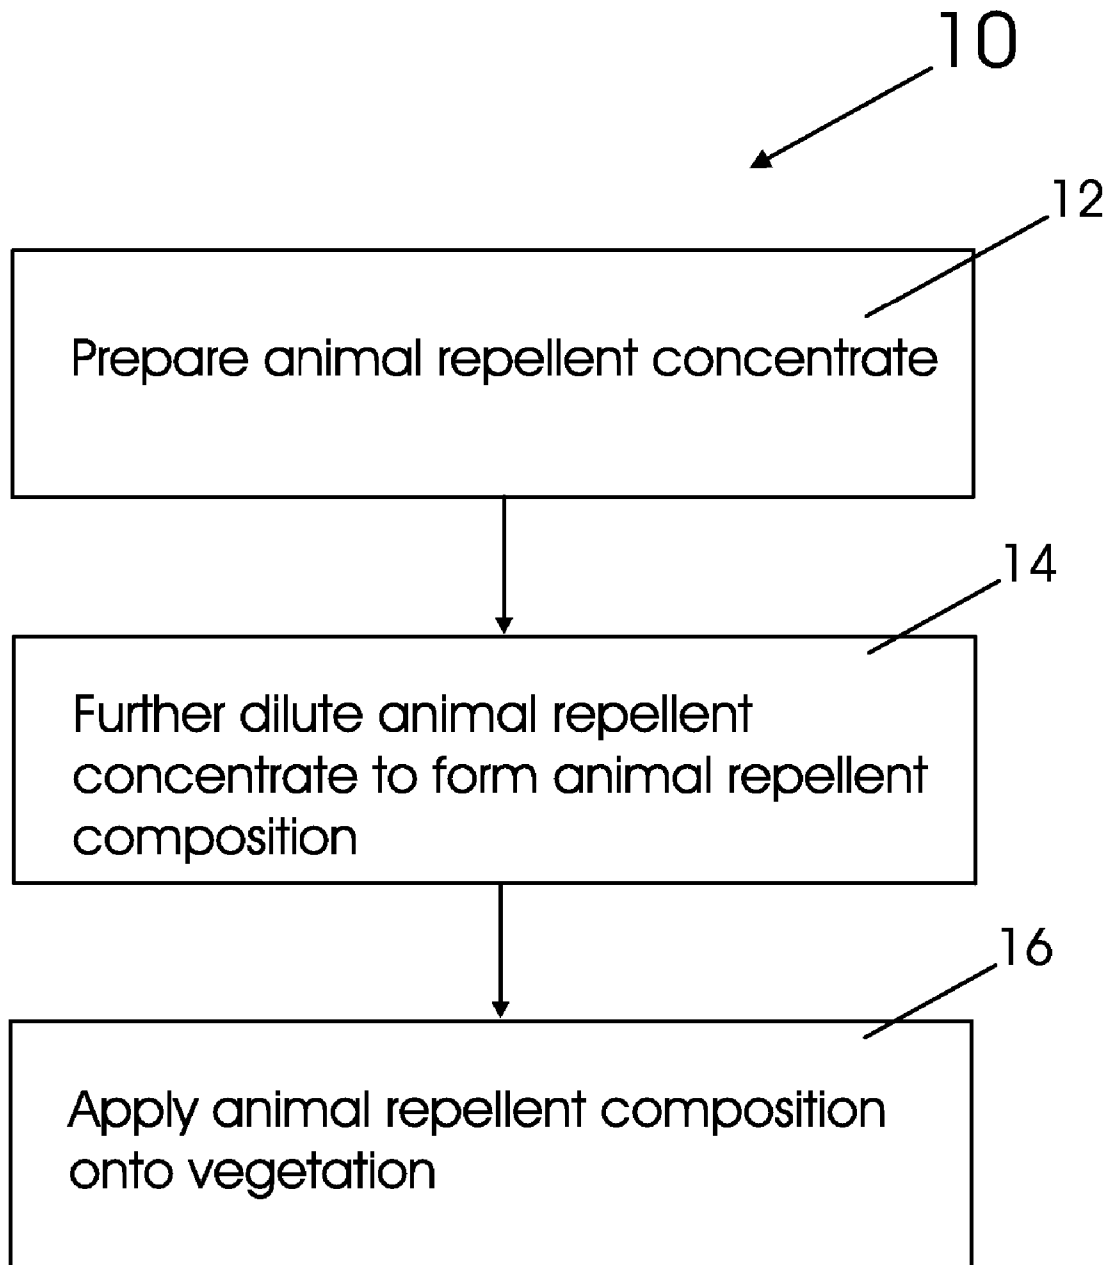 10
12
Prepare animal repellent concentrate
14
Further dilute animal repellent
concentrate to form animal repellent
composition
16
Apply animal repellent composition
onto vegetation